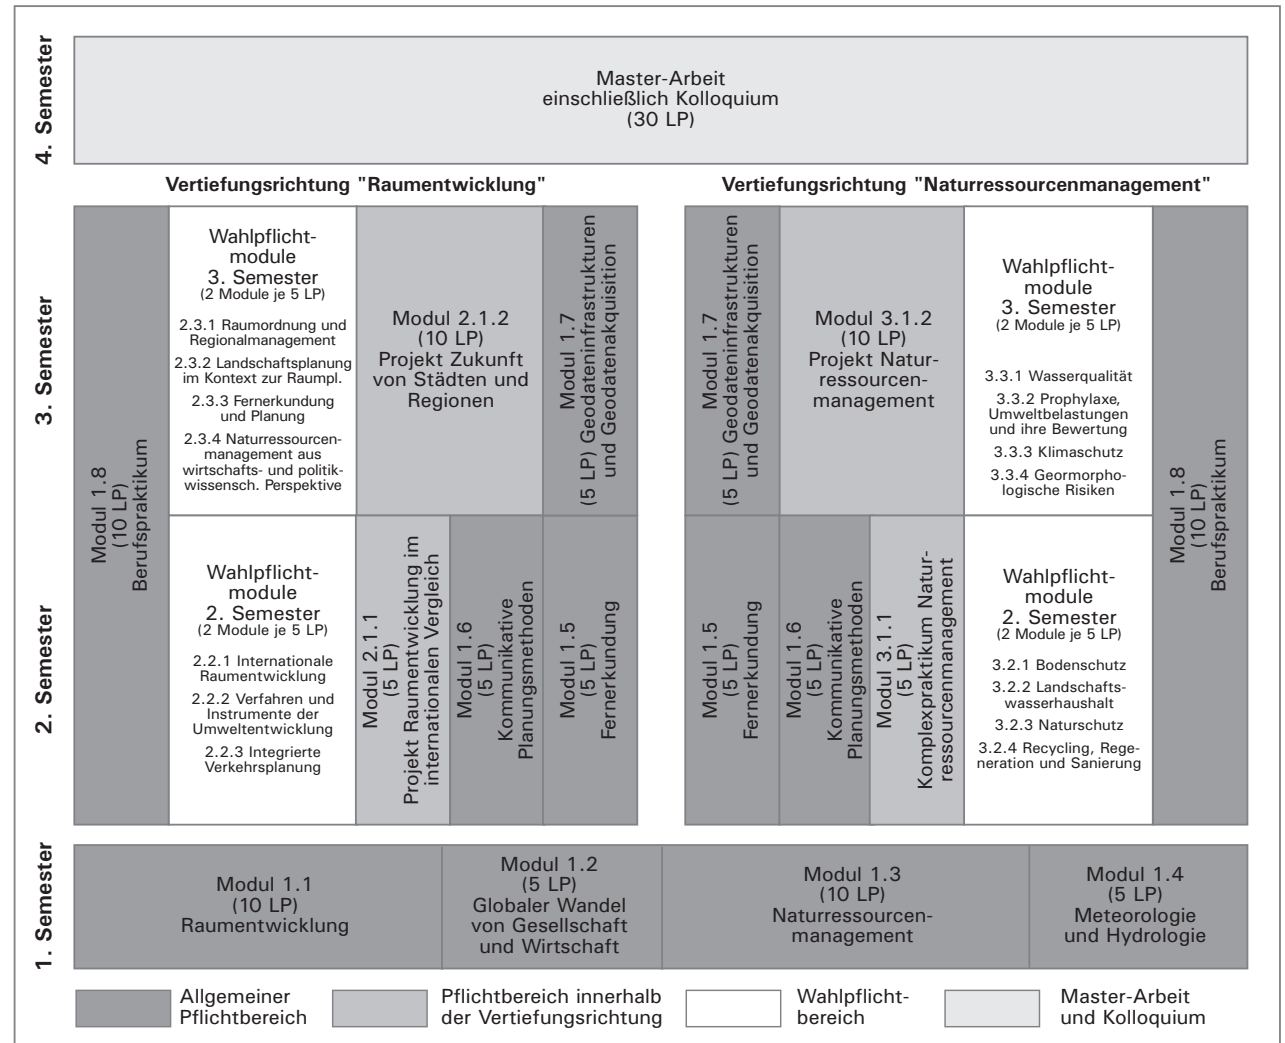 4. Semester
Master-Arbeit
einschließlich Kolloquium
(30 LP)
Vertiefungsrichtung "Raumentwicklung"
Vertiefungsrichtung "Naturressourcenmanagement"
3. Semester
2. Semester
Modul 1.8
(10 LP)
Berufspraktikum
Wahlpflicht-
module
3. Semester
(2 Module je 5 LP)
2.3.1 Raumordnung und
Regionalmanagement
2.3.2 Landschaftsplanung
im Kontext zur Raumpl.
2.3.3 Fernerkundung
und Planung
2.3.4 Naturressourcen-
management aus
wirtschafts- und politik-
wissensch. Perspektive
Modul 2.1.2
(10 LP)
Projekt Zukunft
von Städten und
Regionen
Modul 1.7
(5 LP) Geodateninfrastrukturen
und Geodatenakquisition
Wahlpflicht-
module
2. Semester
(2 Module je 5 LP)
2.2.1 Internationale
Raumentwicklung
2.2.2 Verfahren und
Instrumente der
Umweltentwicklung
2.2.3 Integrierte
Verkehrsplanung
Modul 2.1.1
(5 LP)
Projekt Raumentwicklung im
internationalen Vergleich
Modul 1.6
(5 LP)
Kommunikative
Planungsmethoden
Modul 1.5
(5 LP)
Fernerkundung
Modul 1.7
(5 LP) Geodateninfrastrukturen
und Geodatenakquisition
Modul 3.1.2
(10 LP)
Projekt Natur-
ressourcen-
management
Wahlpflicht-
module
3. Semester
(2 Module je 5 LP)
3.3.1 Wasserqualität
3.3.2 Prophylaxe,
Umweltbelastungen
und ihre Bewertung
3.3.3 Klimaschutz
3.3.4 Geormorpho-
logische Risiken
Modul 1.8
(10 LP)
Berufspraktikum
Modul 1.5
(5 LP)
Fernerkundung
Modul 1.6
(5 LP)
Kommunikative
Planungsmethoden
Modul 3.1.1
(5 LP)
Komplexpraktikum Natur-
ressourcenmanagement
Wahlpflicht-
module
2. Semester
(2 Module je 5 LP)
3.2.1 Bodenschutz
3.2.2 Landschafts-
wasserhaushalt
3.2.3 Naturschutz
3.2.4 Recycling, Rege-
neration und Sanierung
1. Semester
Modul 1.1
(10 LP)
Raumentwicklung
Modul 1.2
(5 LP)
Globaler Wandel
von Gesellschaft
und Wirtschaft
Modul 1.3
(10 LP)
Naturressourcen-
management
Modul 1.4
(5 LP)
Meteorologie
und Hydrologie
Allgemeiner
Pflichtbereich
Pflichtbereich innerhalb
der Vertiefungsrichtung
Wahlpflicht-
bereich
Master-Arbeit
und Kolloquium